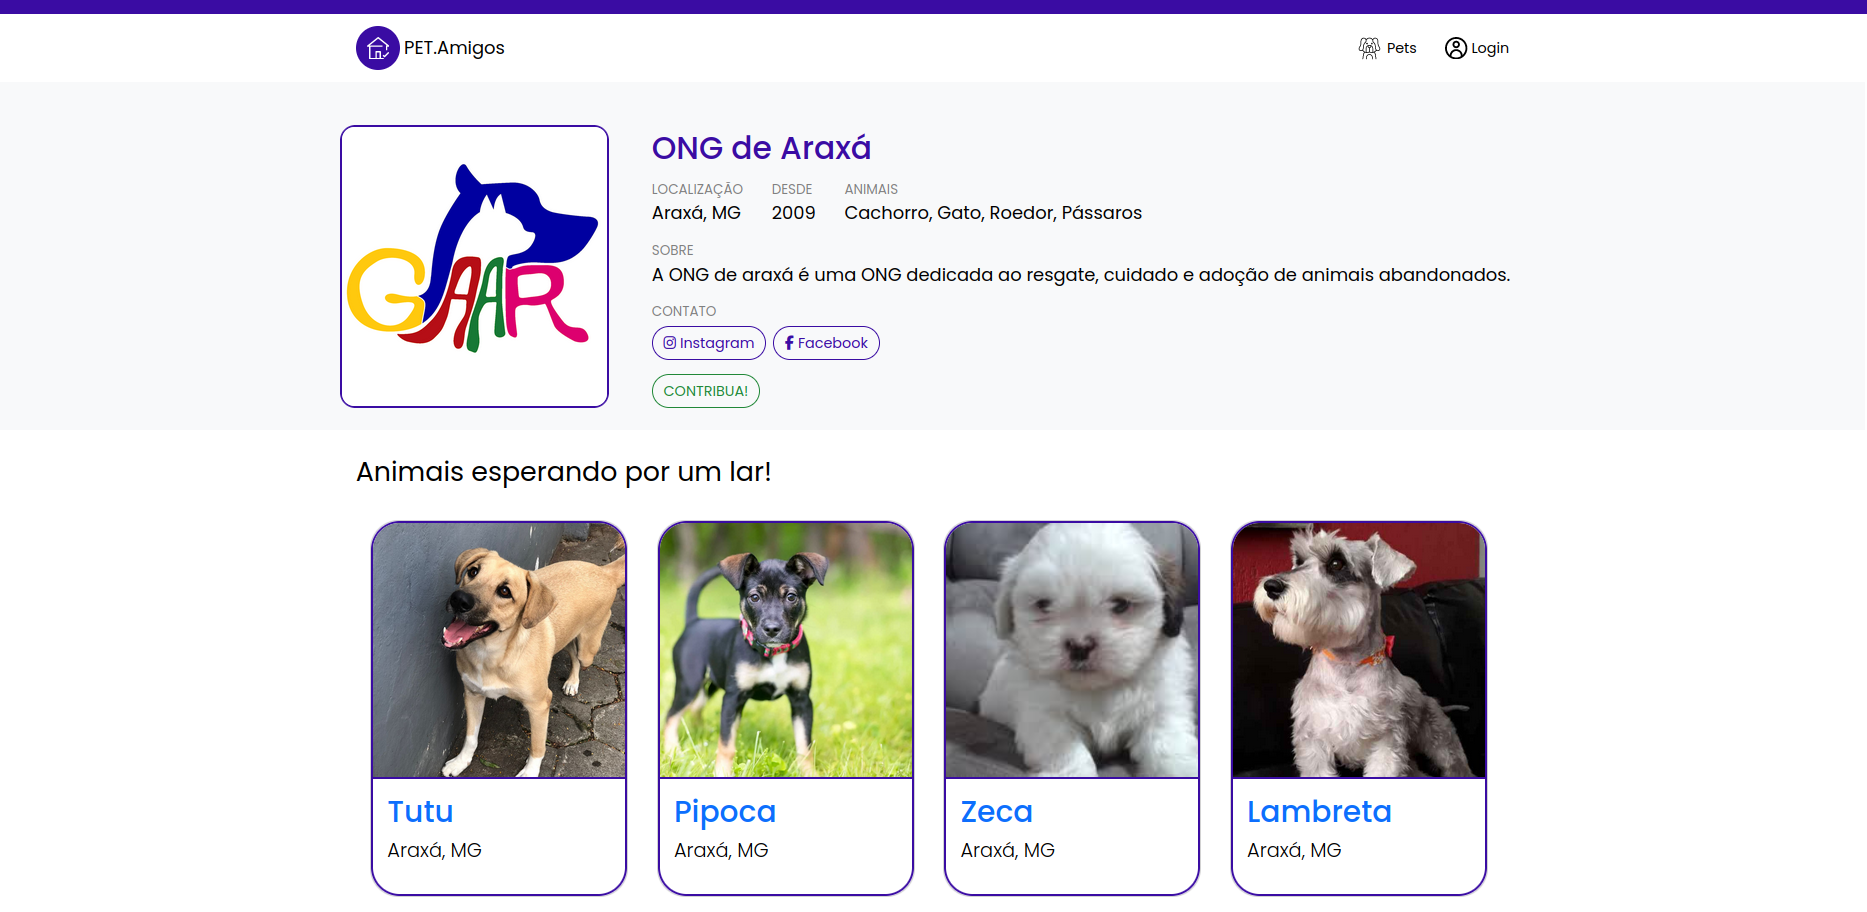 PET.Amigos
Pets
Login
GAAR
ONG de Araxá
LOCALIZAÇÃO DESDE ANIMAIS
Araxá, MG 2009 Cachorro, Gato, Roedor, Pássaros
SOBRE
A ONG de araxá é uma ONG dedicada ao resgate, cuidado e adoção de animais abandonados.
CONTATO
Instagram Facebook
CONTRIBUA!
Animais esperando por um lar!
Tutu
Araxá, MG
Pipoca
Araxá, MG
Zeca
Araxá, MG
Lambreta
Araxá, MG